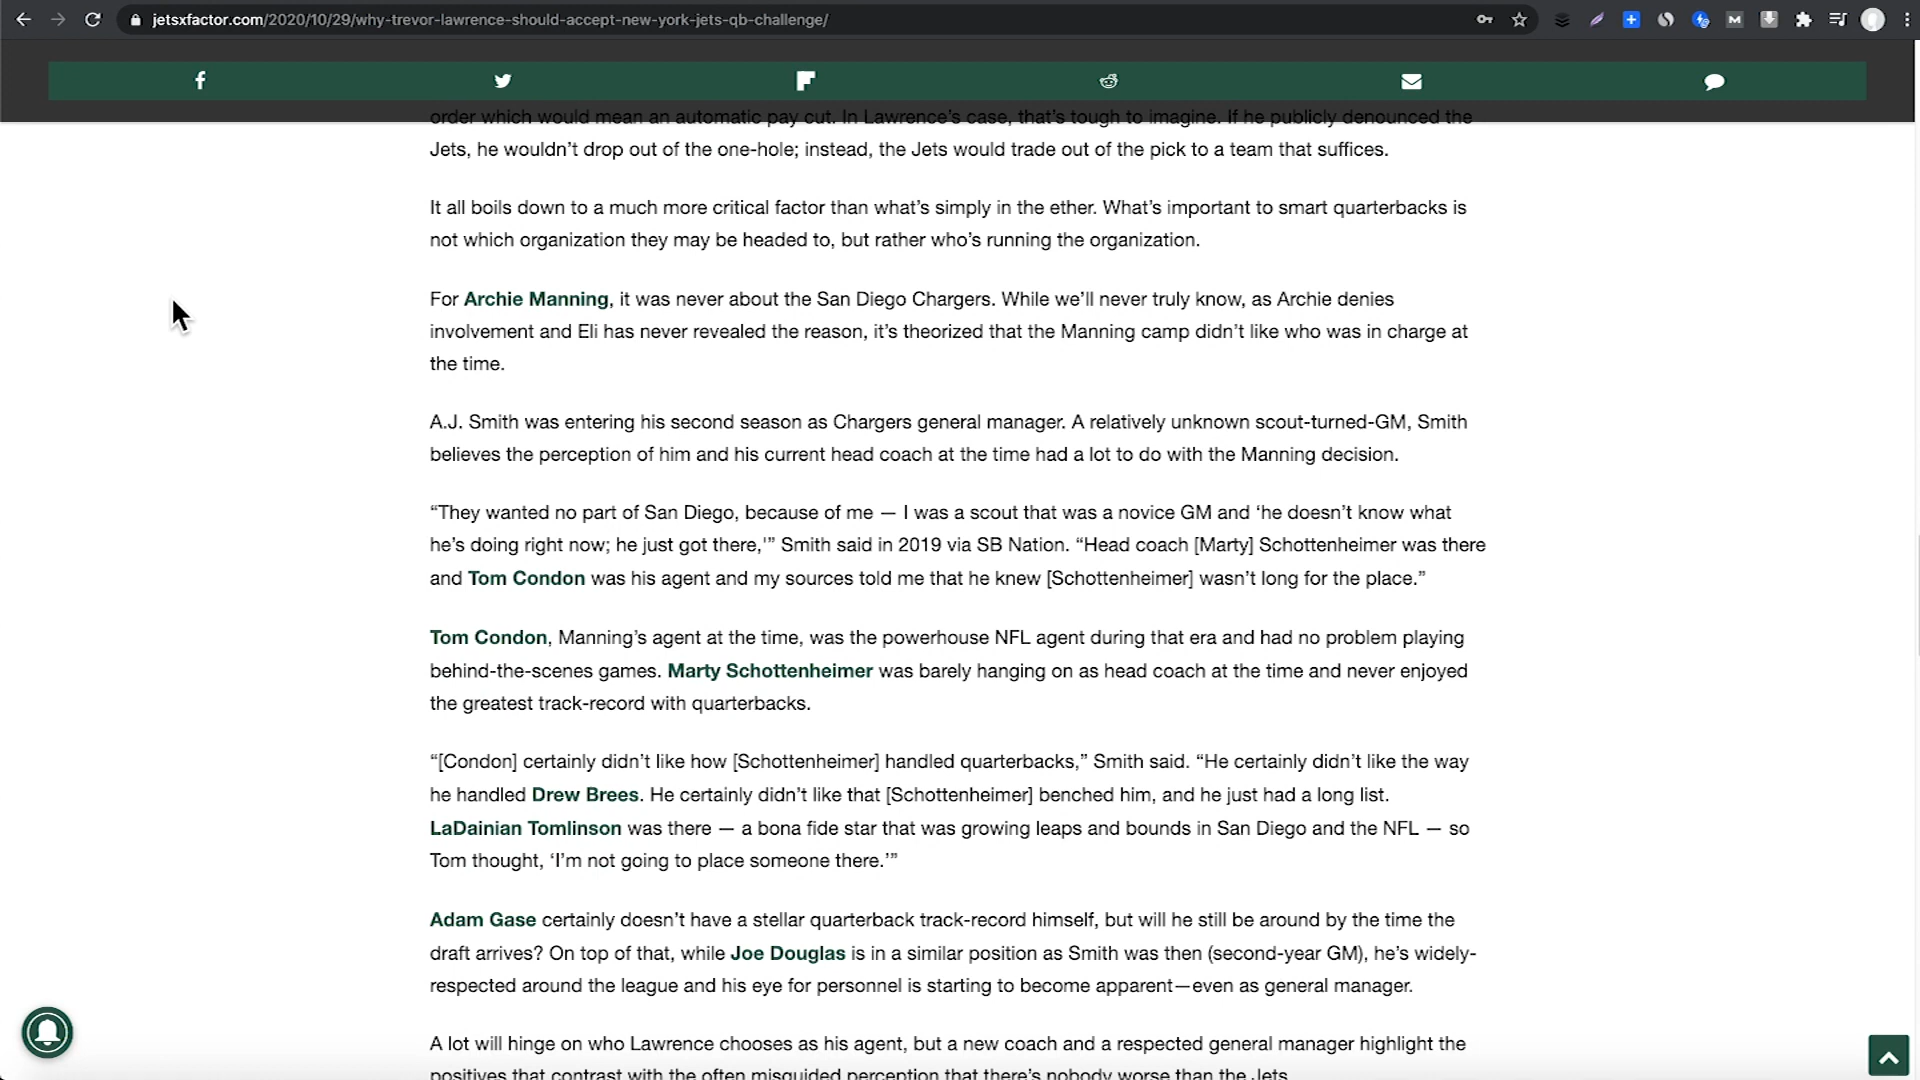 jetsxfactor.com/2020/10/29/why-trevor-lawrence-should-accept-new-york-jets-qb-challenge/
order which would mean an automatic pay cut. In Lawrence’s case, that’s tough to imagine. If he publicly denounced the
Jets, he wouldn’t drop out of the one-hole; instead, the Jets would trade out of the pick to a team that suffices.
It all boils down to a much more critical factor than what’s simply in the ether. What’s important to smart quarterbacks is
not which organization they may be headed to, but rather who’s running the organization.
For Archie Manning, it was never about the San Diego Chargers. While we’ll never truly know, as Archie denies
involvement and Eli has never revealed the reason, it’s theorized that the Manning camp didn’t like who was in charge at
the time.
A.J. Smith was entering his second season as Chargers general manager. A relatively unknown scout-turned-GM, Smith
believes the perception of him and his current head coach at the time had a lot to do with the Manning decision.
“They wanted no part of San Diego, because of me — I was a scout that was a novice GM and ‘he doesn’t know what
he’s doing right now; he just got there,'” Smith said in 2019 via SB Nation. “Head coach [Marty] Schottenheimer was there
and Tom Condon was his agent and my sources told me that he knew [Schottenheimer] wasn’t long for the place.”
Tom Condon, Manning’s agent at the time, was the powerhouse NFL agent during that era and had no problem playing
behind-the-scenes games. Marty Schottenheimer was barely hanging on as head coach at the time and never enjoyed
the greatest track-record with quarterbacks.
“[Condon] certainly didn’t like how [Schottenheimer] handled quarterbacks,” Smith said. “He certainly didn’t like the way
he handled Drew Brees. He certainly didn’t like that [Schottenheimer] benched him, and he just had a long list.
LaDainian Tomlinson was there — a bona fide star that was growing leaps and bounds in San Diego and the NFL — so
Tom thought, ‘I’m not going to place someone there.’”
Adam Gase certainly doesn’t have a stellar quarterback track-record himself, but will he still be around by the time the
draft arrives? On top of that, while Joe Douglas is in a similar position as Smith was then (second-year GM), he’s widely-
respected around the league and his eye for personnel is starting to become apparent—even as general manager.
A lot will hinge on who Lawrence chooses as his agent, but a new coach and a respected general manager highlight the
positives that contrast with the often misguided perception that there’s nobody worse than the Jets.